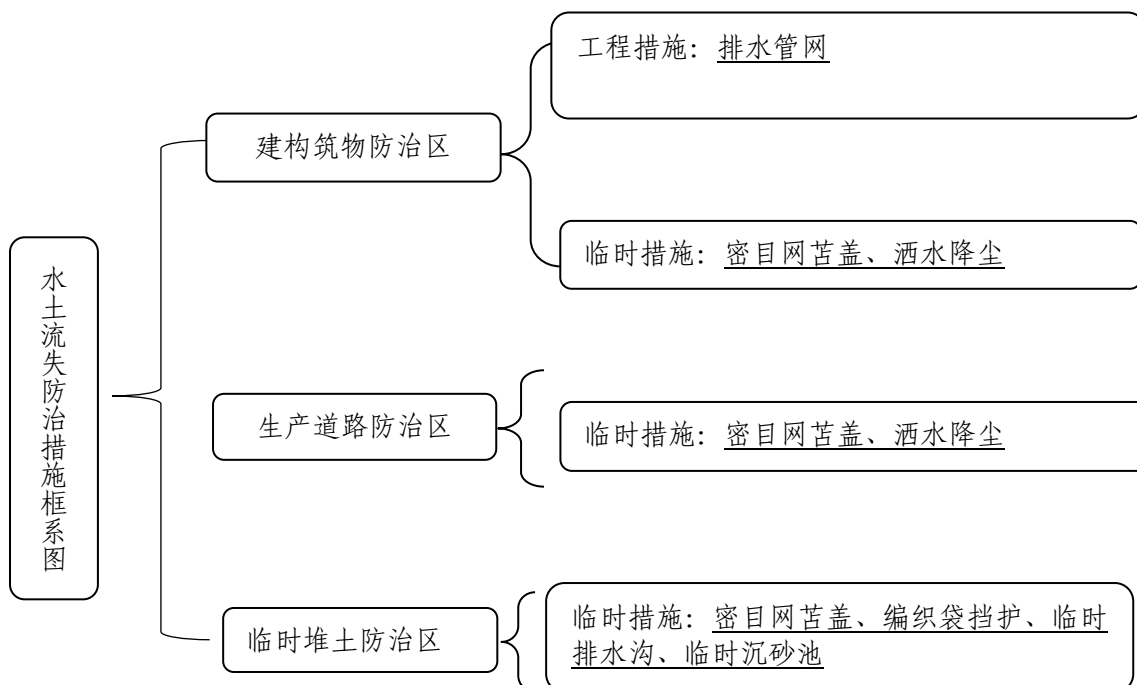 水土流失防治措施框系图
建构筑物防治区
工程措施：排水管网
临时措施：密目网苫盖、洒水降尘
生产道路防治区
临时措施：密目网苫盖、洒水降尘
临时堆土防治区
临时措施：密目网苫盖、编织袋挡护、临时
排水沟、临时沉砂池